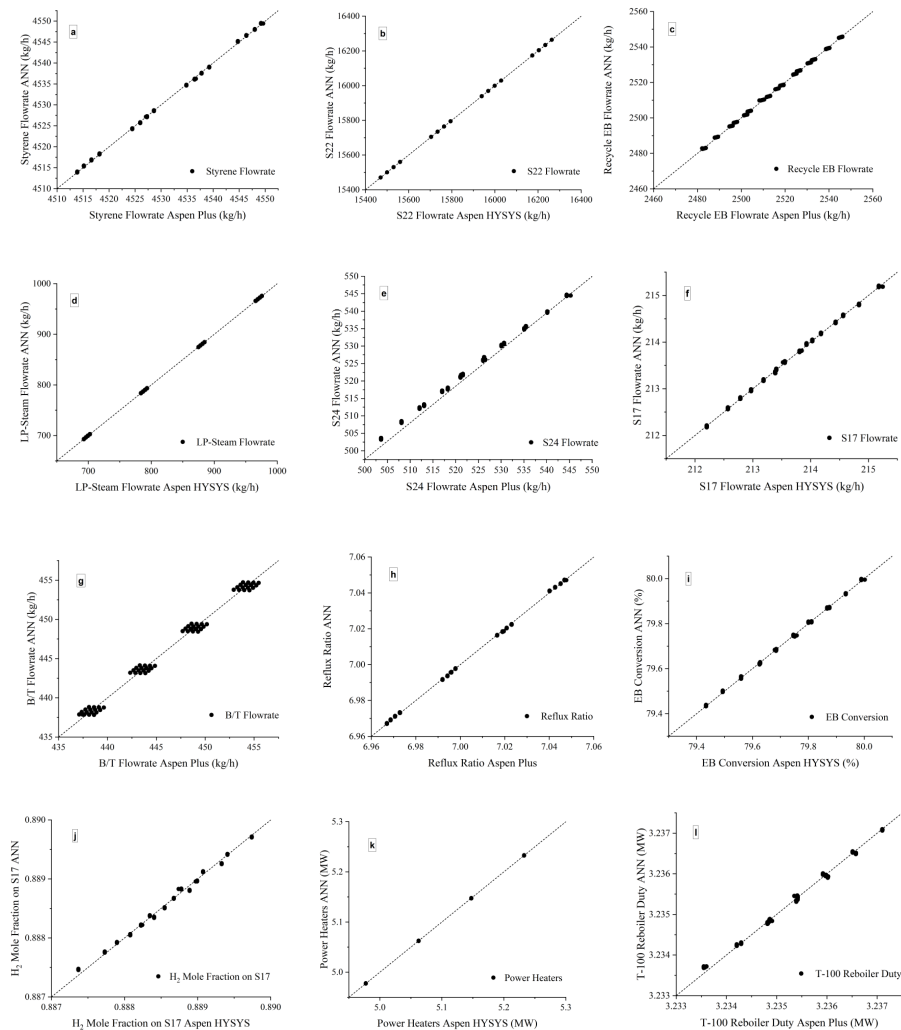 a
Styrene Flowrate ANN (kg/h)
4550
4545
4540
4535
4530
4525
4520
4515
4510
Styrene Flowrate
4510 4515 4520 4525 4530 4535 4540 4545 4550
Styrene Flowrate Aspen Plus (kg/h)
b
S22 Flowrate ANN (kg/h)
16400
16200
16000
15800
15600
15400
S22 Flowrate
15400 15600 15800 16000 16200 16400
S22 Flowrate Aspen HYSYS (kg/h)
c
Recycle EB Flowrate ANN (kg/h)
2560
2540
2520
2500
2480
2460
Recycle EB Flowrate
2460 2480 2500 2520 2540 2560
Recycle EB Flowrate Aspen Plus (kg/h)
d
LP-Steam Flowrate ANN (kg/h)
1000
900
800
700
LP-Steam Flowrate
700 800 900 1000
LP-Steam Flowrate Aspen HYSYS (kg/h)
e
S24 Flowrate ANN (kg/h)
550
545
540
535
530
525
520
515
510
505
500
S24 Flowrate
500 505 510 515 520 525 530 535 540 545 550
S24 Flowrate Aspen Plus (kg/h)
f
S17 Flowrate ANN (kg/h)
215
214
213
212
S17 Flowrate
212 213 214 215
S17 Flowrate Aspen HYSYS (kg/h)
g
B/T Flowrate ANN (kg/h)
455
450
445
440
435
B/T Flowrate
435 440 445 450 455
B/T Flowrate Aspen Plus (kg/h)
h
Reflux Ratio ANN
7.06
7.04
7.02
7.00
6.98
6.96
Reflux Ratio
6.96 6.98 7.00 7.02 7.04 7.06
Reflux Ratio Aspen Plus
i
EB Conversion ANN (%)
80.0
79.8
79.6
79.4
EB Conversion
79.4 79.6 79.8 80.0
EB Conversion Aspen HYSYS (%)
j
H₂ Mole Fraction on S17 ANN
0.890
0.889
0.888
0.887
H₂ Mole Fraction on S17
0.887 0.888 0.889 0.890
H₂ Mole Fraction on S17 Aspen HYSYS
k
Power Heaters ANN (MW)
5.3
5.2
5.1
5.0
Power Heaters
5.0 5.1 5.2 5.3
Power Heaters Aspen HYSYS (MW)
l
T-100 Reboiler Duty ANN (MW)
3.237
3.236
3.235
3.234
3.233
T-100 Reboiler Duty
3.233 3.234 3.235 3.236 3.237
T-100 Reboiler Duty Aspen Plus (MW)